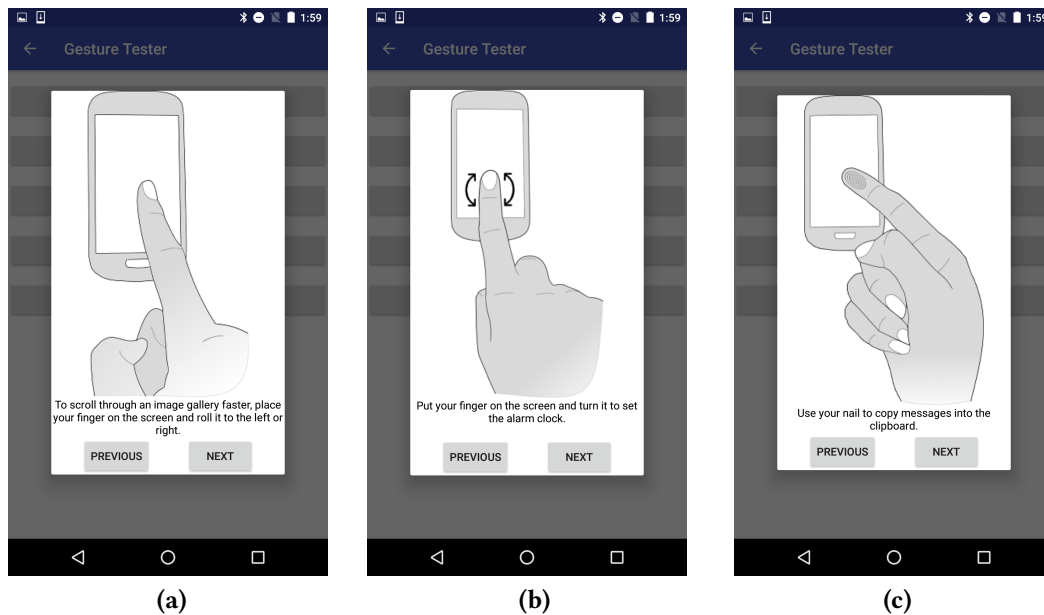 1:59
Gesture Tester
To scroll through an image gallery faster, place
your finger on the screen and roll it to the left or
right.
PREVIOUS NEXT
(a)
1:59
Gesture Tester
Put your finger on the screen and turn it to set
the alarm clock.
PREVIOUS NEXT
(b)
1:59
Gesture Tester
Use your nail to copy messages into the
clipboard.
PREVIOUS NEXT
(c)